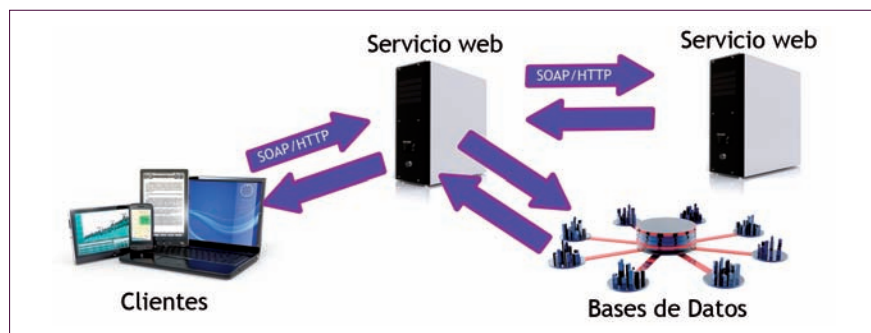 Servicio web
Servicio web
SOAP/HTTP
SOAP/HTTP
Clientes
Bases de Datos